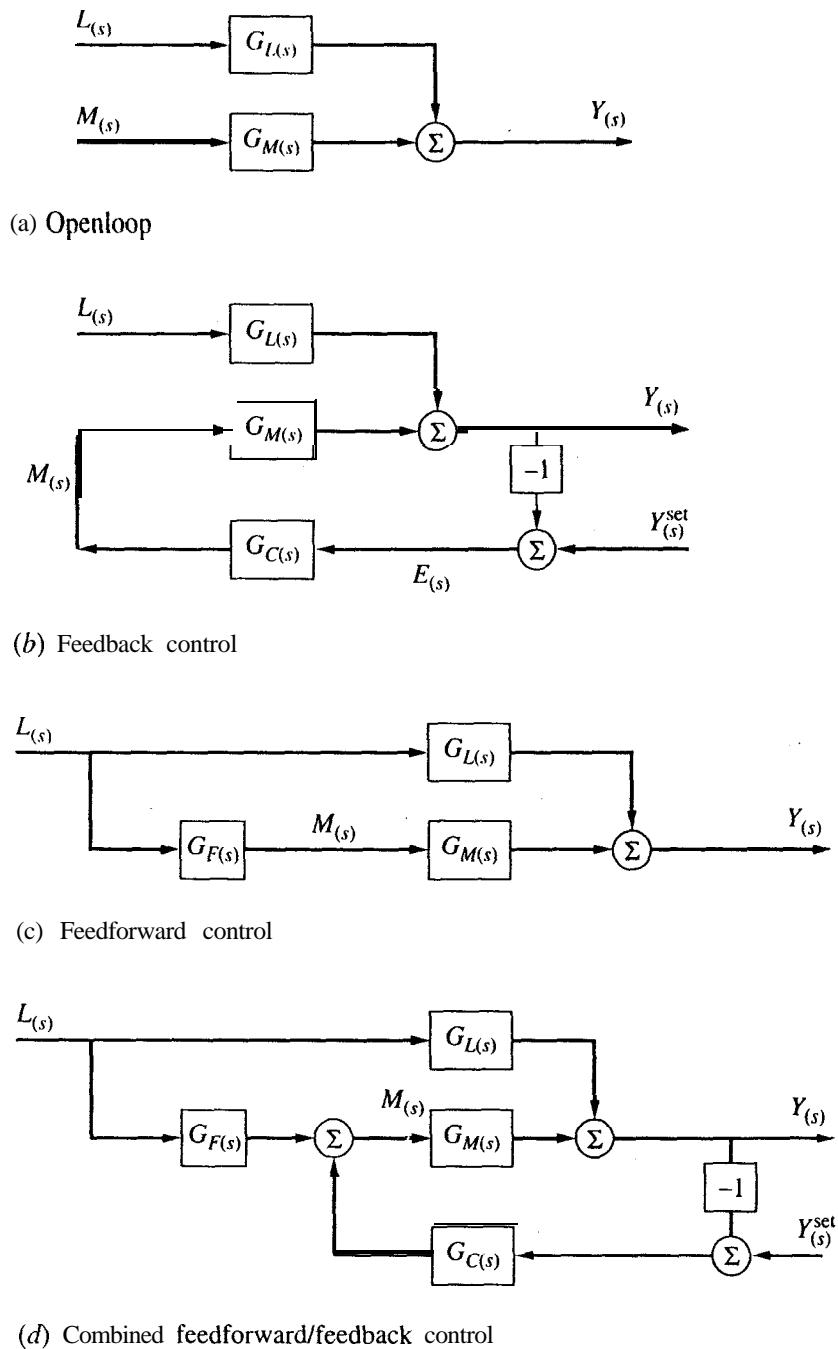 L(s)
G_L(s)
M(s)
G_M(s)
Σ
Y(s)
(a) Openloop
L(s)
G_L(s)
G_M(s)
Σ
Y(s)
-1
M(s)
G_C(s)
E(s)
Σ
Y^set(s)
(b) Feedback control
L(s)
G_L(s)
G_F(s)
M(s)
G_M(s)
Σ
Y(s)
(c) Feedforward control
L(s)
G_L(s)
G_F(s)
Σ
M(s)
G_M(s)
Σ
Y(s)
-1
G_C(s)
Σ
Y^set(s)
(d) Combined feedforward/feedback control